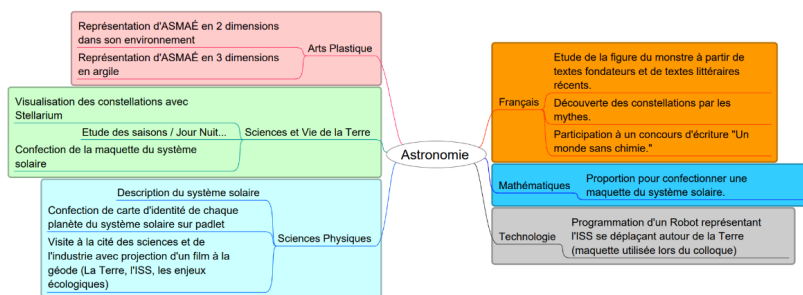 Représentation d'ASMAÉ en 2 dimensions
dans son environnement
Représentation d'ASMAÉ en 3 dimensions
en argile
Arts Plastique
Visualisation des constellations avec
Stellarium
Etude des saisons / Jour Nuit...
Confection de la maquette du système
solaire
Sciences et Vie de la Terre
Description du système solaire
Confection de carte d'identité de chaque
planète du système solaire sur padlet
Visite à la cité des sciences et de
l'industrie avec projection d'un film à la
géode (La Terre, l'ISS, les enjeux
écologiques)
Sciences Physiques
Astronomie
Français
Etude de la figure du monstre à partir de
textes fondateurs et de textes littéraires
récents.
Découverte des constellations par les
mythes.
Participation à un concours d'écriture "Un
monde sans chimie."
Mathématiques
Proportion pour confectionner une
maquette du système solaire.
Technologie
Programmation d'un Robot représentant
l'ISS se déplaçant autour de la Terre
(maquette utilisée lors du colloque)